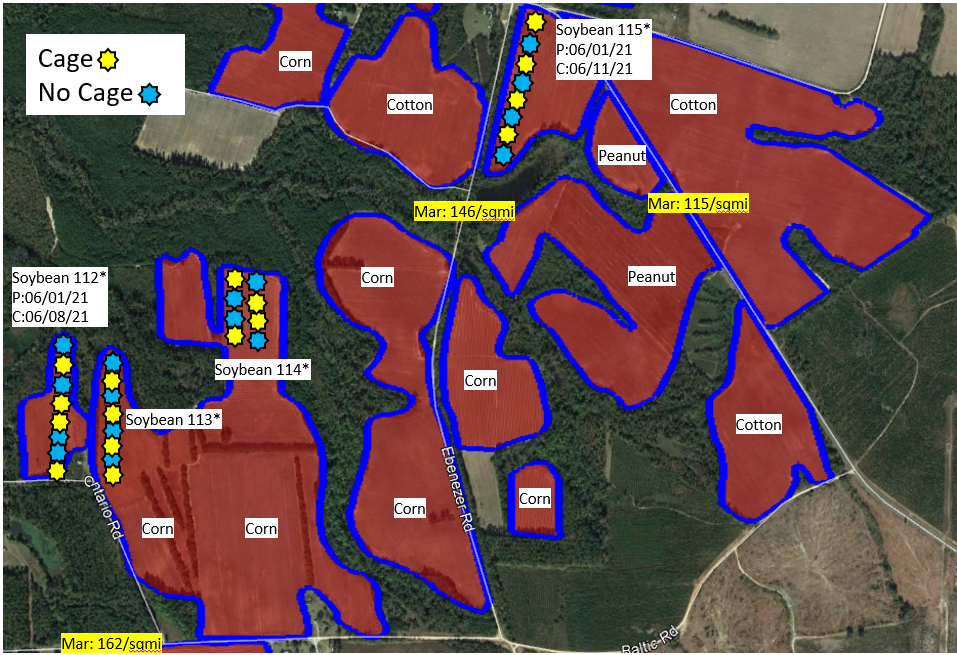 Cage
No Cage
Corn
Cotton
Soybean 115*
P:06/01/21
C:06/11/21
Cotton
Peanut
Mar: 146/sqmi
Mar: 115/sqmi
Soybean 112*
P:06/01/21
C:06/08/21
Corn
Peanut
Soybean 114*
Corn
Soybean 113*
Cotton
Ebenezer Rd
Ontario Rd
Corn
Corn
Corn
Corn
Mar: 162/sqmi
Baltic Rd